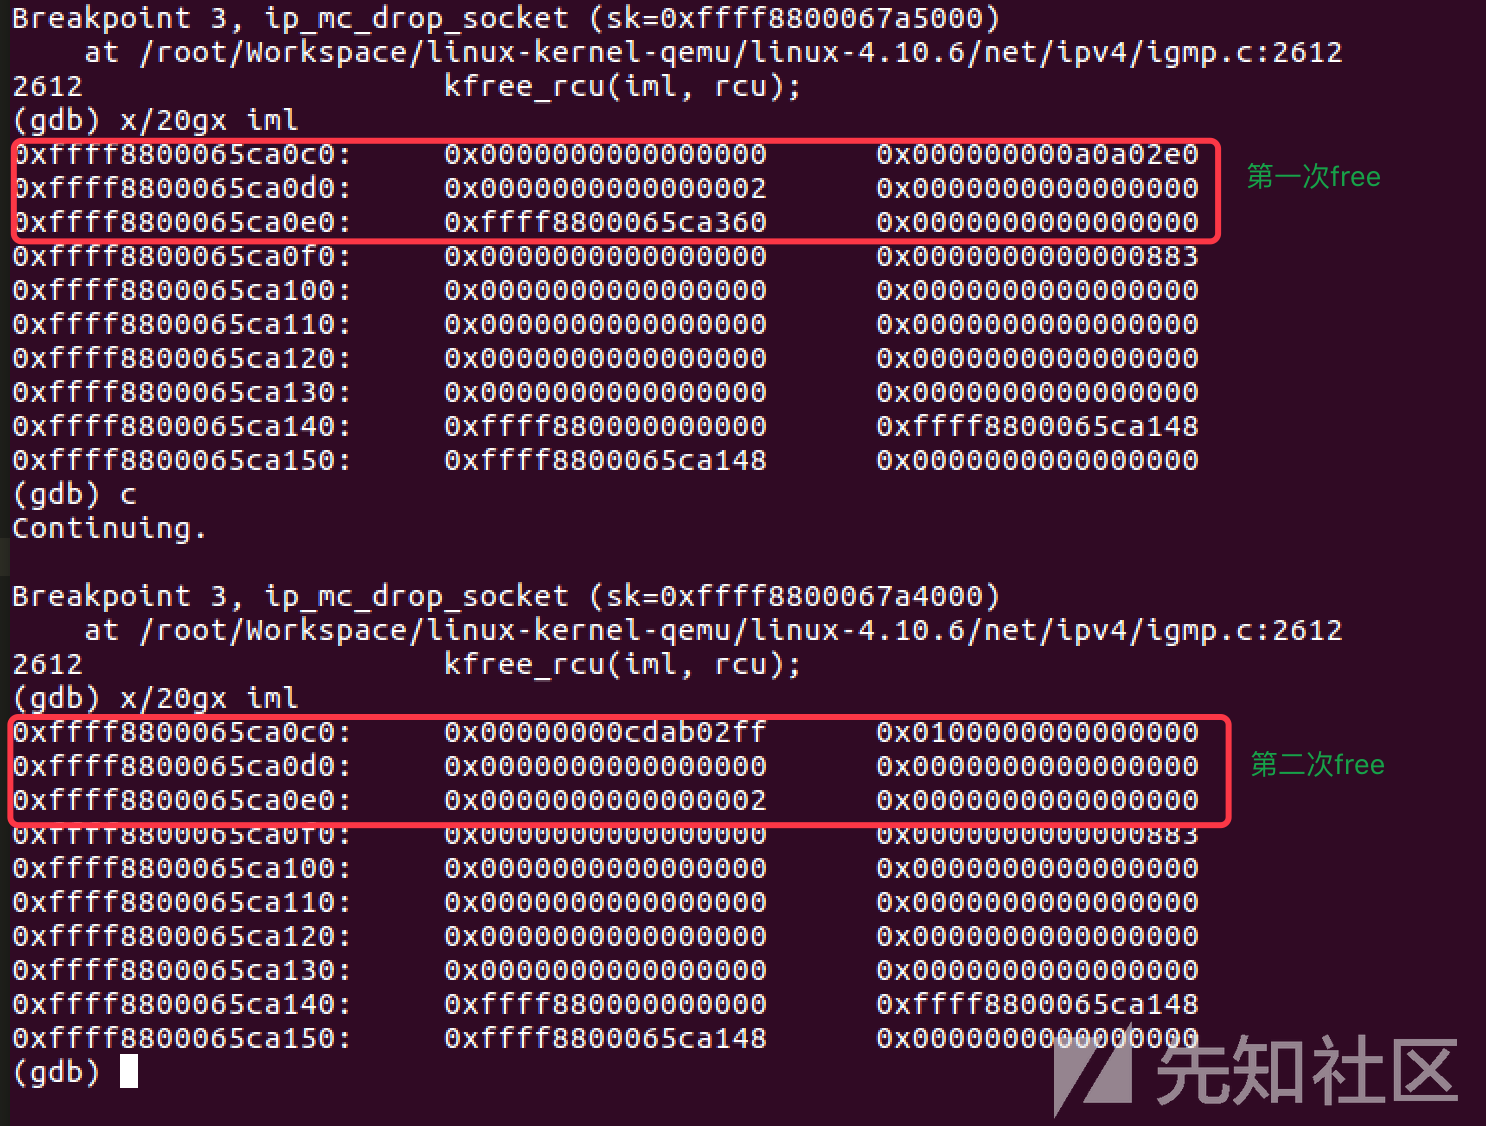 Breakpoint 3, ip_mc_drop_socket (sk=0xffff8800067a5000)
    at /root/Workspace/linux-kernel-qemu/linux-4.10.6/net/ipv4/igmp.c:2612
2612                    kfree_rcu(iml, rcu);
(gdb) x/20gx iml
0xffff8800065ca0c0:     0x0000000000000000      0x000000000a0a02e0
第一次free
0xffff8800065ca0d0:     0x0000000000000002      0x0000000000000000
0xffff8800065ca0e0:     0xffff8800065ca360      0x0000000000000000
0xffff8800065ca0f0:     0x0000000000000000      0x0000000000000883
0xffff8800065ca100:     0x0000000000000000      0x0000000000000000
0xffff8800065ca110:     0x0000000000000000      0x0000000000000000
0xffff8800065ca120:     0x0000000000000000      0x0000000000000000
0xffff8800065ca130:     0x0000000000000000      0x0000000000000000
0xffff8800065ca140:     0xffff880000000000      0xffff8800065ca148
0xffff8800065ca150:     0xffff8800065ca148      0x0000000000000000
(gdb) c
Continuing.
Breakpoint 3, ip_mc_drop_socket (sk=0xffff8800067a4000)
    at /root/Workspace/linux-kernel-qemu/linux-4.10.6/net/ipv4/igmp.c:2612
2612                    kfree_rcu(iml, rcu);
(gdb) x/20gx iml
0xffff8800065ca0c0:     0x00000000cdab02ff      0x0100000000000000
0xffff8800065ca0d0:     0x0000000000000000      0x0000000000000000
第二次free
0xffff8800065ca0e0:     0x0000000000000002      0x0000000000000000
0xffff8800065ca0f0:     0x0000000000000000      0x0000000000000883
0xffff8800065ca100:     0x0000000000000000      0x0000000000000000
0xffff8800065ca110:     0x0000000000000000      0x0000000000000000
0xffff8800065ca120:     0x0000000000000000      0x0000000000000000
0xffff8800065ca130:     0x0000000000000000      0x0000000000000000
0xffff8800065ca140:     0xffff880000000000      0xffff8800065ca148
0xffff8800065ca150:     0xffff8800065ca148      0x0000000000000000
(gdb)
先知社区